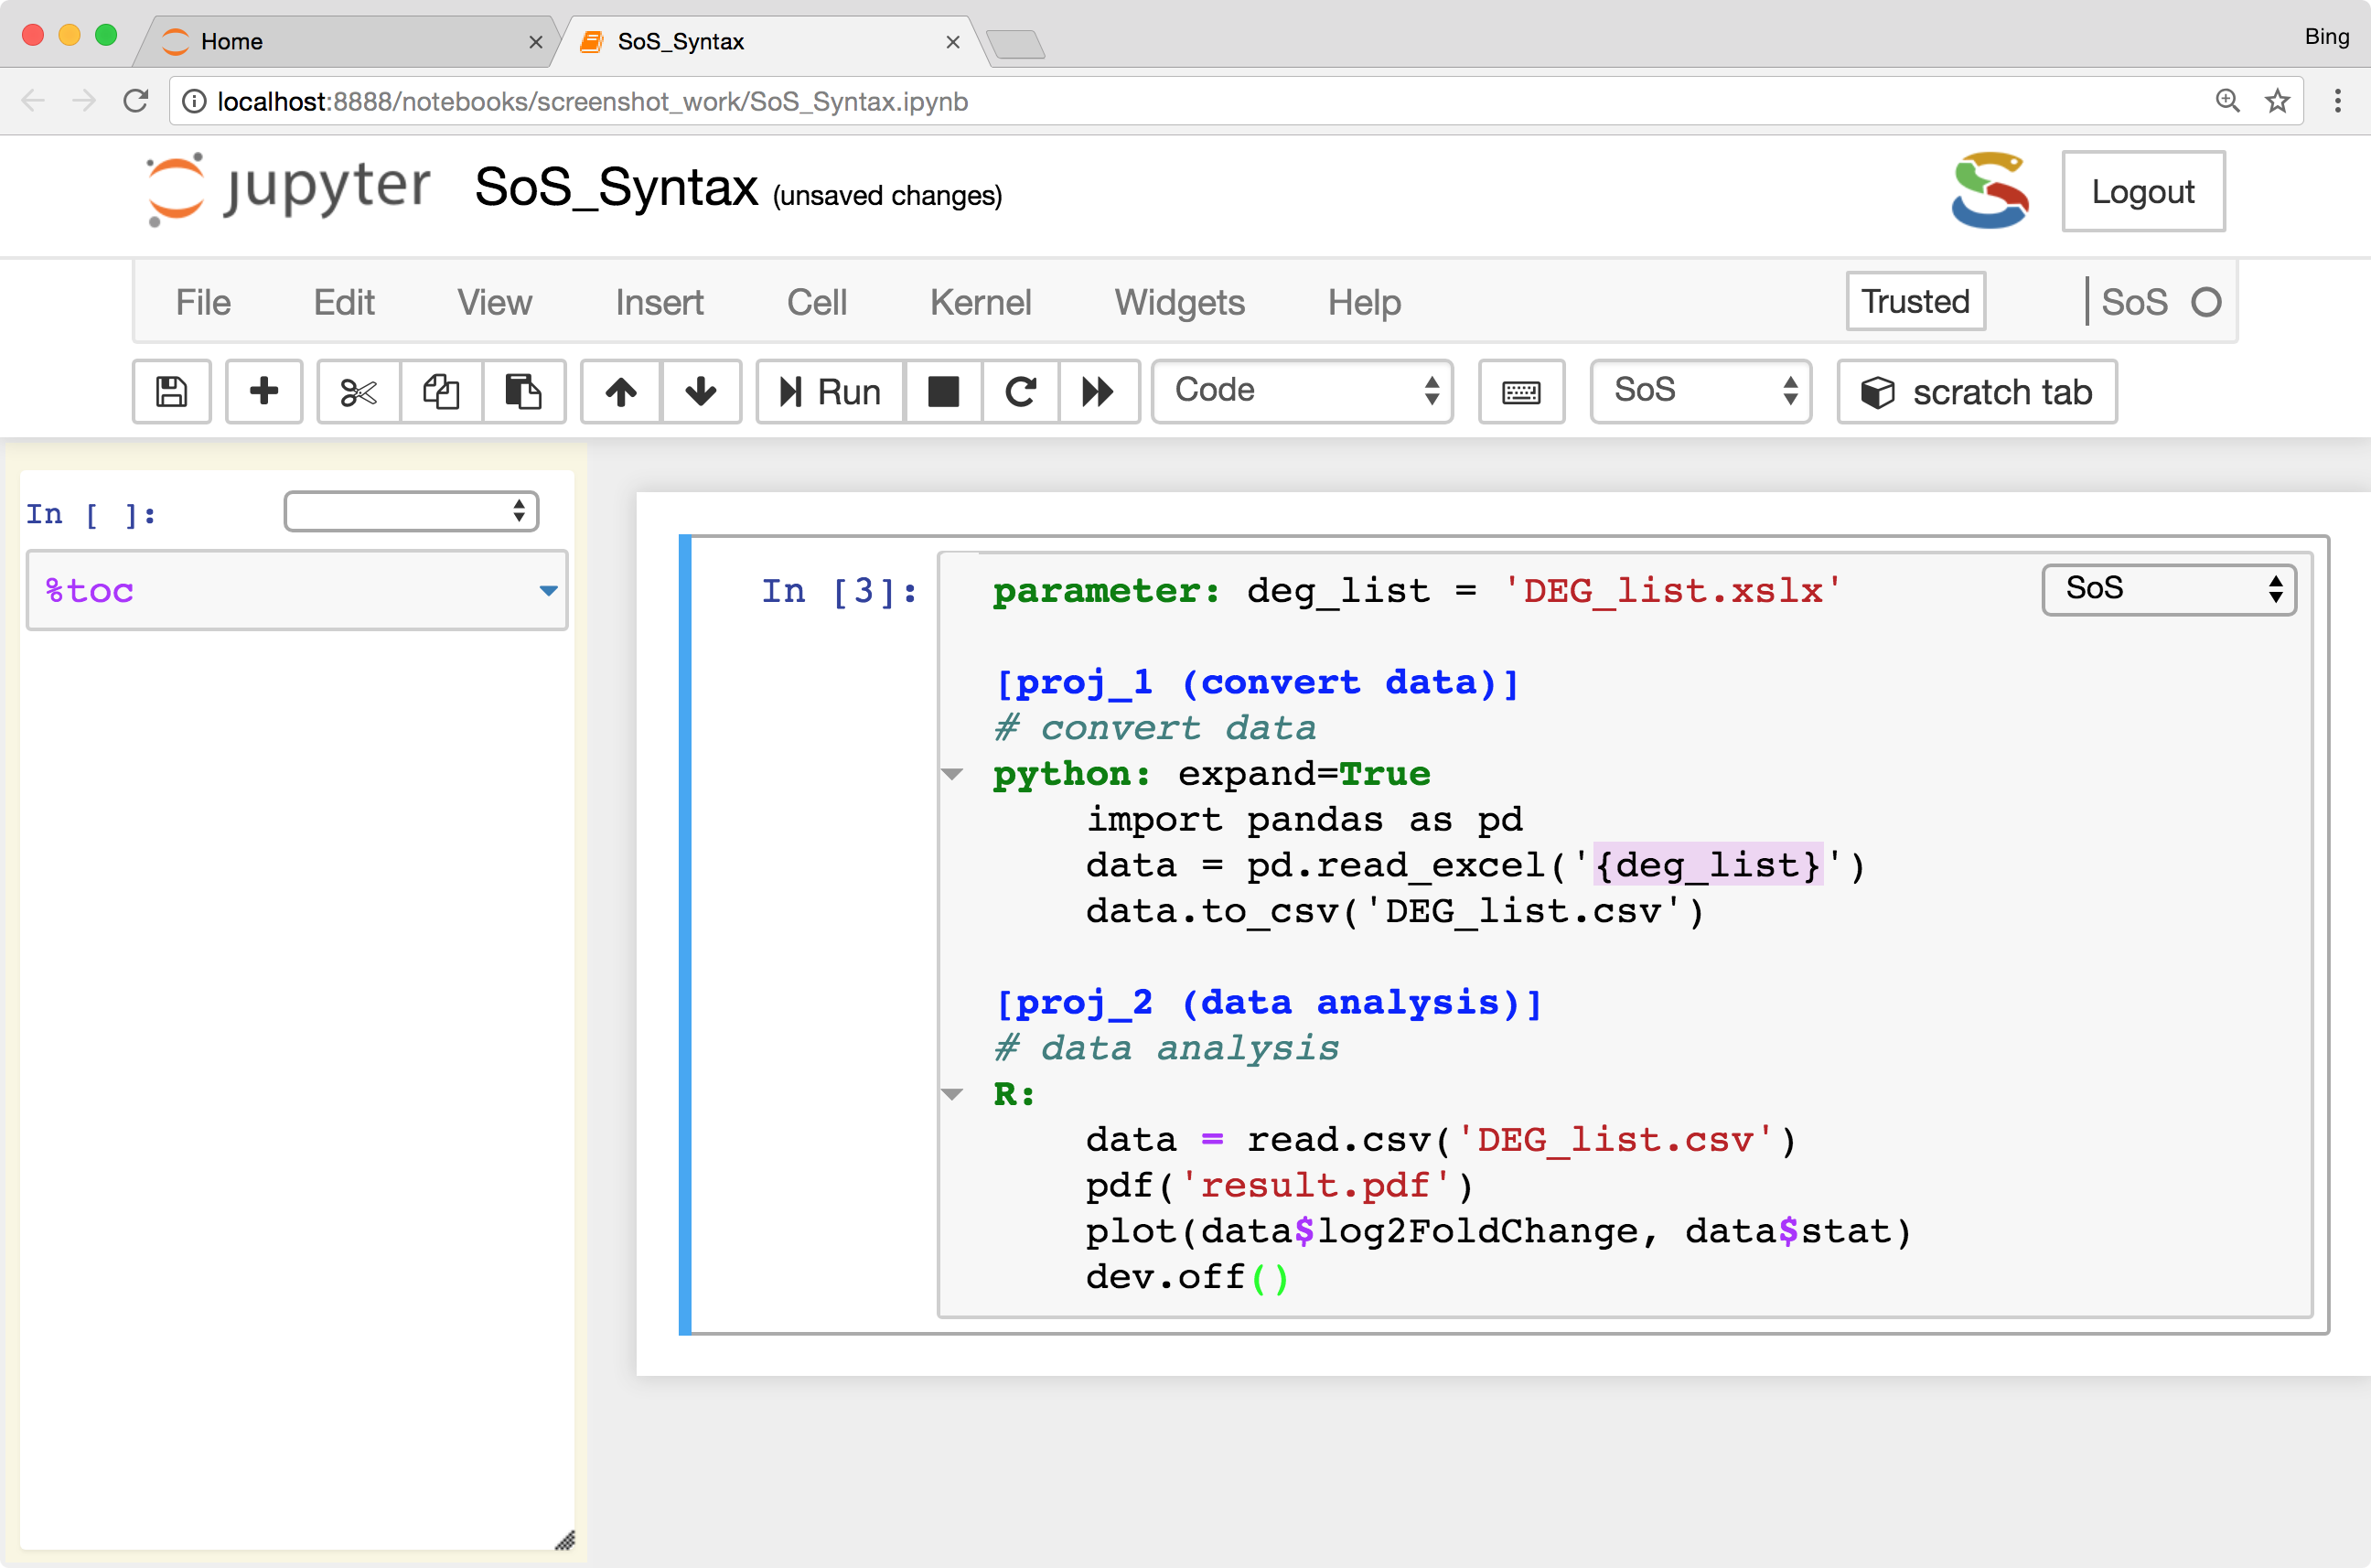 Home
SoS_Syntax
Bing
localhost:8888/notebooks/screenshot_work/SoS_Syntax.ipynb
jupyter SoS_Syntax (unsaved changes)
Logout
File Edit View Insert Cell Kernel Widgets Help Trusted SoS
Run Code SoS scratch tab
In [ ]:
%toc
In [3]:
SoS
parameter: deg_list = 'DEG_list.xslx'
[proj_1 (convert data)]
# convert data
python: expand=True
import pandas as pd
data = pd.read_excel('{deg_list}')
data.to_csv('DEG_list.csv')
[proj_2 (data analysis)]
# data analysis
R:
data = read.csv('DEG_list.csv')
pdf('result.pdf')
plot(data$log2FoldChange, data$stat)
dev.off()